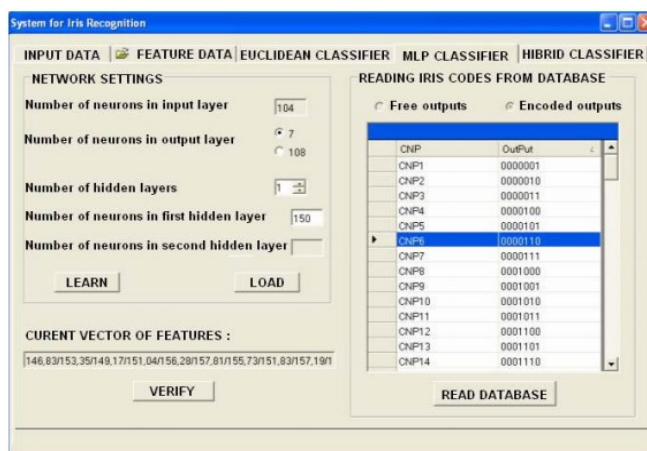 System for Iris Recognition
INPUT DATA FEATURE DATA EUCLIDEAN CLASSIFIER MLP CLASSIFIER HIBRID CLASSIFIER
NETWORK SETTINGS
Number of neurons in input layer 104
Number of neurons in output layer 7
108
Number of hidden layers 1
Number of neurons in first hidden layer 150
Number of neurons in second hidden layer
LEARN LOAD
CURENT VECTOR OF FEATURES :
146,83/153,35/149,17/151,04/156,28/157,81/155,73/151,83/157,19/1
VERIFY
READING IRIS CODES FROM DATABASE
Free outputs Encoded outputs
CNP OutPut
CNP1 0000001
CNP2 0000010
CNP3 0000011
CNP4 0000100
CNP5 0000101
CNP6 0000110
CNP7 0000111
CNP8 0001000
CNP9 0001001
CNP10 0001010
CNP11 0001011
CNP12 0001100
CNP13 0001101
CNP14 0001110
READ DATABASE